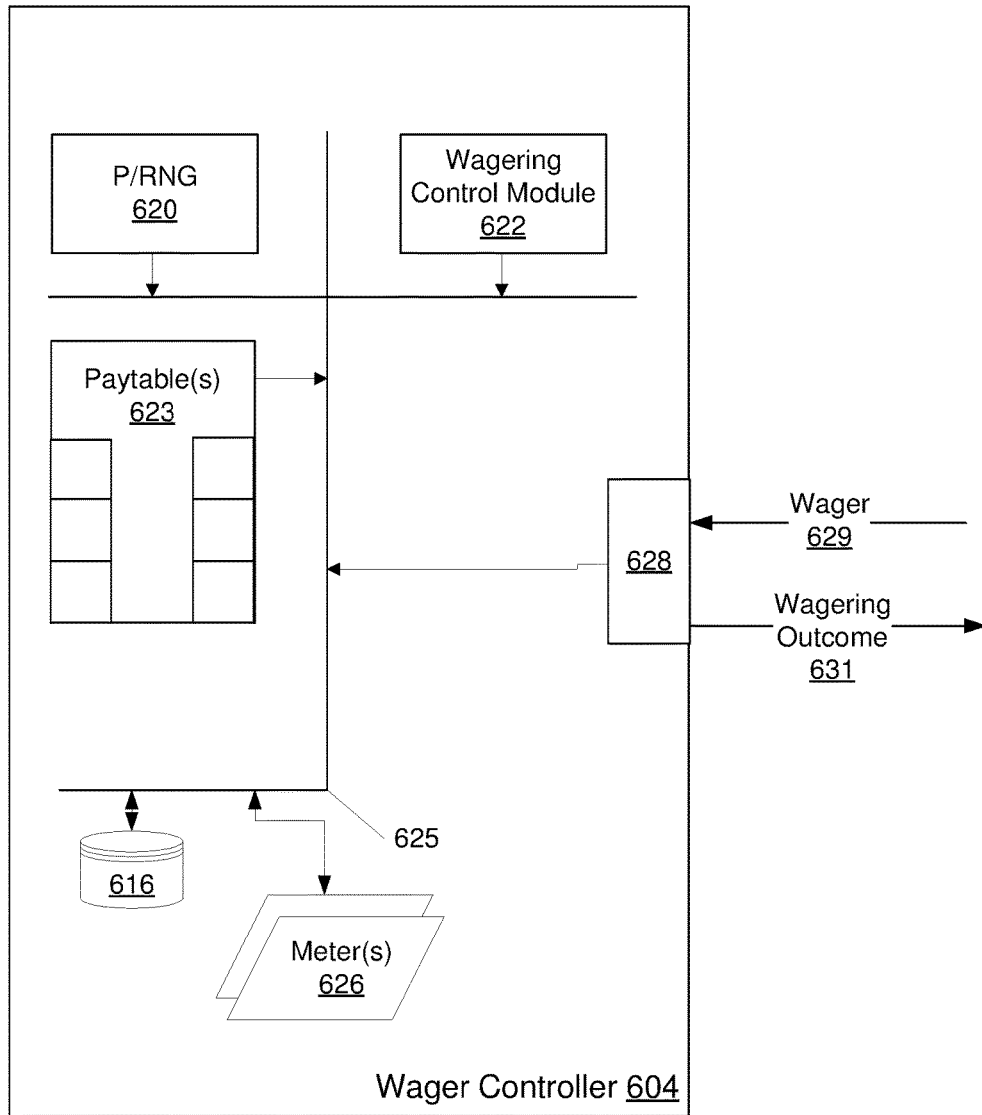 P/RNG
620
Wagering
Control Module
622
Paytable(s)
623
628
Wager
629
Wagering
Outcome
631
625
616
Meter(s)
626
Wager Controller 604